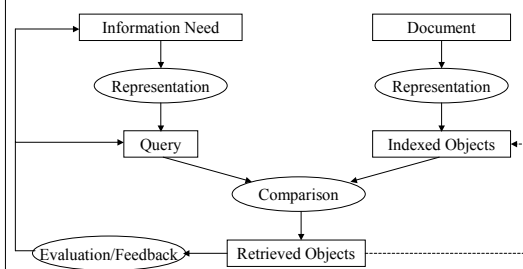 Information Need
Document
Representation
Representation
Query
Indexed Objects
Comparison
Evaluation/Feedback
Retrieved Objects